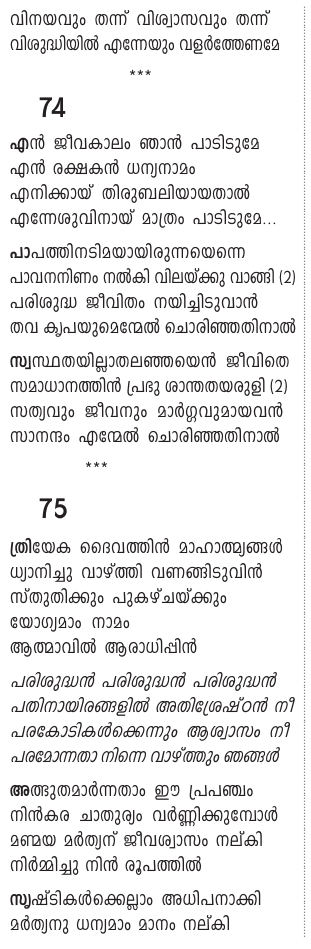 വിനയവും തന്ന് വിശ്വാസവും തന്ന്
വിശുദ്ധിയിൽ എന്നേയും വളർത്തേണമേ
***
74
എൻ ജീവകാലം ഞാൻ പാടിടുമേ
എൻ രക്ഷകൻ ധന്യനാമം
എനിക്കായ് തിരുബലിയായതാൽ
എന്നേശുവിനായ് മാത്രം പാടിടുമേ...
പാപത്തിനടിമയായിരുന്നയെന്നെ
പാവനനിണം നൽകി വിലയ്ക്കു വാങ്ങി (2)
പരിശുദ്ധ ജീവിതം നയിച്ചിടുവാൻ
തവ കൃപയുമെന്മേൽ ചൊരിഞ്ഞതിനാൽ
സ്വസ്ഥതയില്ലാതലഞ്ഞയെൻ ജീവിതെ
സമാധാനത്തിൻ പ്രഭു ശാന്തതയരുളി (2)
സത്യവും ജീവനും മാർഗ്ഗവുമായവൻ
സാനന്ദം എന്മേൽ ചൊരിഞ്ഞതിനാൽ
***
75
ത്രിയേക ദൈവത്തിൻ മാഹാത്മ്യങ്ങൾ
ധ്യാനിച്ചു വാഴ്ത്തി വണങ്ങിടുവിൻ
സ്തുതിക്കും പുകഴ്ചയ്ക്കും
യോഗ്യമാം നാമം
ആത്മാവിൽ ആരാധിപ്പിൻ
പരിശുദ്ധൻ പരിശുദ്ധൻ പരിശുദ്ധൻ
പതിനായിരങ്ങളിൽ അതിശ്രേഷ്ഠൻ നീ
പരകോടികൾക്കെന്നും ആശ്വാസം നീ
പരമോന്നതാ നിന്നെ വാഴ്ത്തും ഞങ്ങൾ
അത്ഭുതമാർന്നതാം ഈ പ്രപഞ്ചം
നിൻകര ചാതുര്യം വർണ്ണിക്കുമ്പോൾ
മണ്മയ മർത്യന് ജീവശ്വാസം നല്കി
നിർമ്മിച്ചു നിൻ രൂപത്തിൽ
സൃഷ്ടികൾക്കെല്ലാം അധിപനാക്കി
മർത്യനു ധന്യമാം മാനം നല്കി